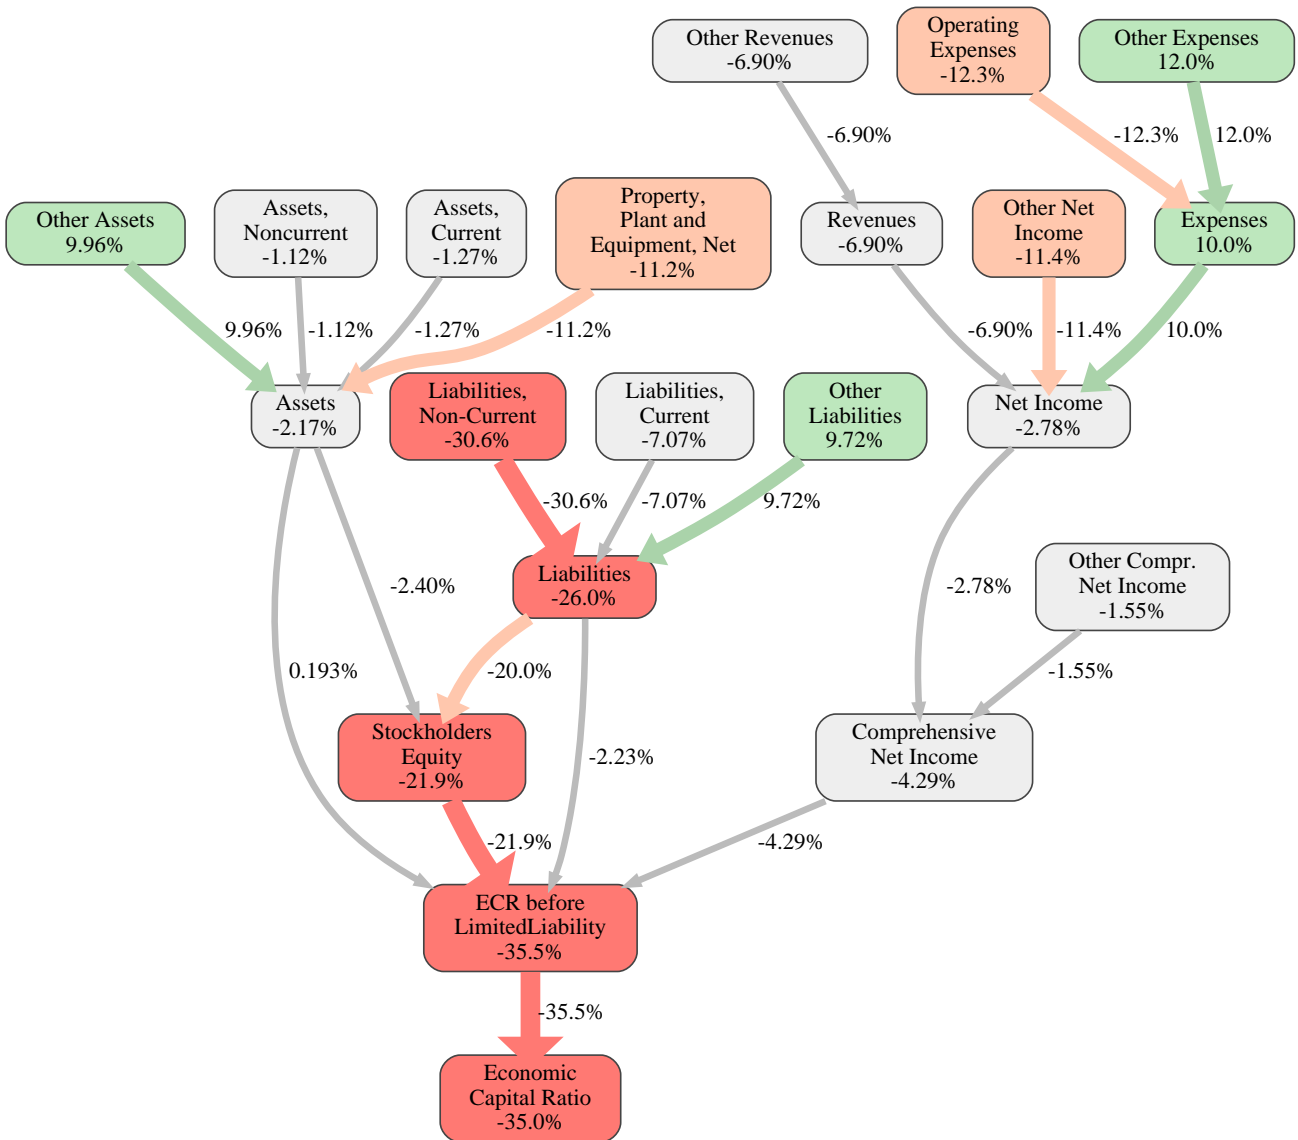 Other Revenues
-6.90%
Operating
Expenses
-12.3%
Other Expenses
12.0%
-6.90%
-12.3%
12.0%
Other Assets
9.96%
Assets,
Noncurrent
-1.12%
Assets,
Current
-1.27%
Property,
Plant and
Equipment, Net
-11.2%
Revenues
-6.90%
Other Net
Income
-11.4%
Expenses
10.0%
9.96%
-1.12%
-1.27%
-11.2%
-6.90%
-11.4%
10.0%
Assets
-2.17%
Liabilities,
Non-Current
-30.6%
Liabilities,
Current
-7.07%
Other
Liabilities
9.72%
Net Income
-2.78%
-30.6%
-7.07%
9.72%
-2.40%
Liabilities
-26.0%
-2.78%
Other Compr.
Net Income
-1.55%
0.193%
-20.0%
-1.55%
Stockholders
Equity
-21.9%
-2.23%
Comprehensive
Net Income
-4.29%
-21.9%
-4.29%
ECR before
LimitedLiability
-35.5%
-35.5%
Economic
Capital Ratio
-35.0%